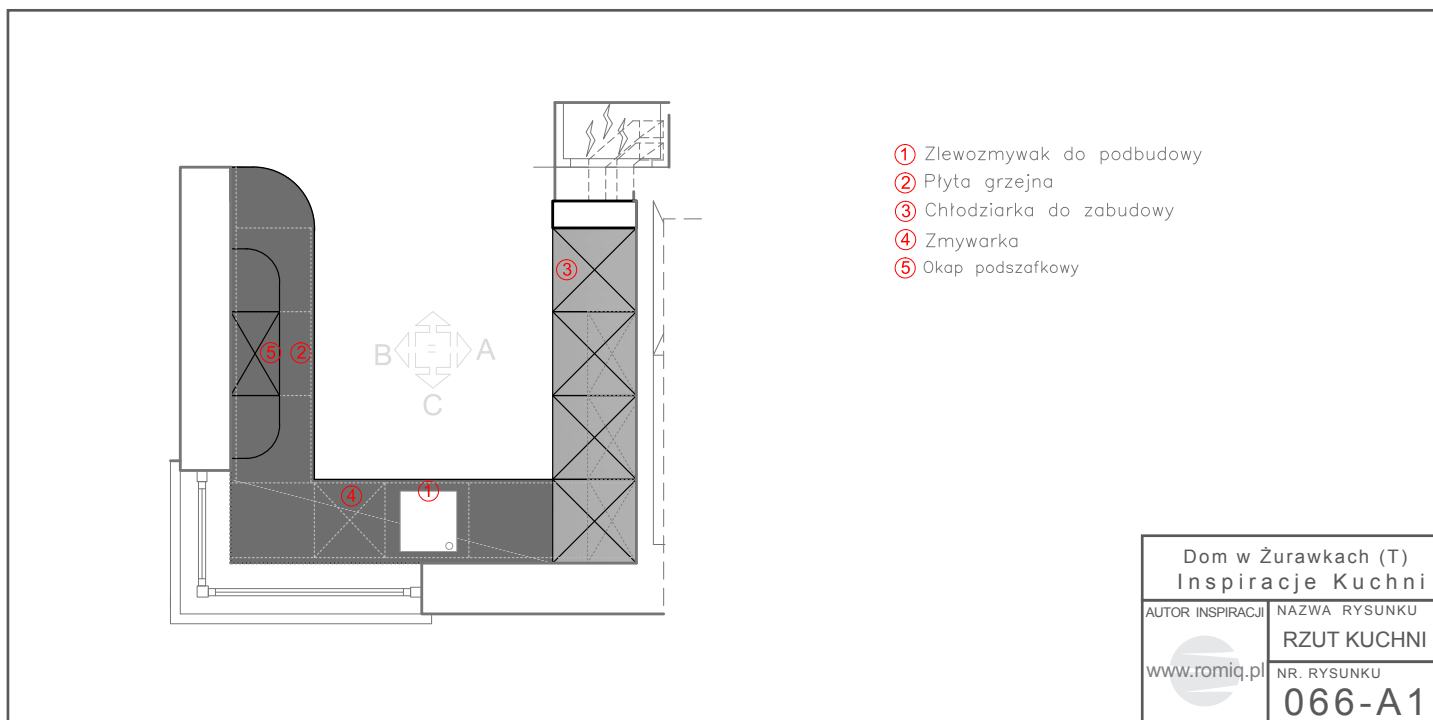 ① Zlewozmywak do podbudowy
② Płyta grzejna
③ Chłodziarka do zabudowy
④ Zmywarka
⑤ Okap podszafkowy
3
5 2
B A
C
4
1
Dom w Żurawkach (T)
Inspiracje Kuchni
AUTOR INSPIRACJI
www.romiq.pl
NAZWA RYSUNKU
RZUT KUCHNI
NR. RYSUNKU
066-A1